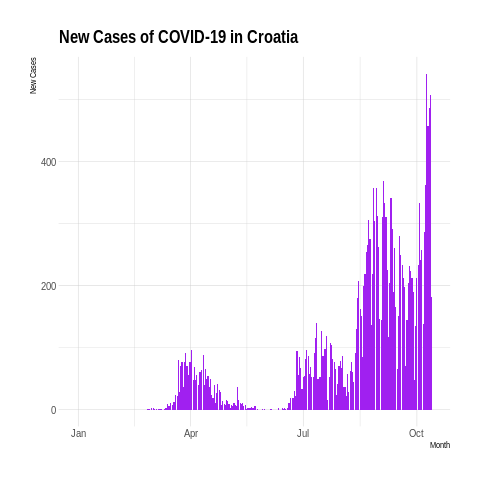 New Cases of COVID-19 in Croatia
New Cases
400
200
0
Jan Apr Jul Oct
Month